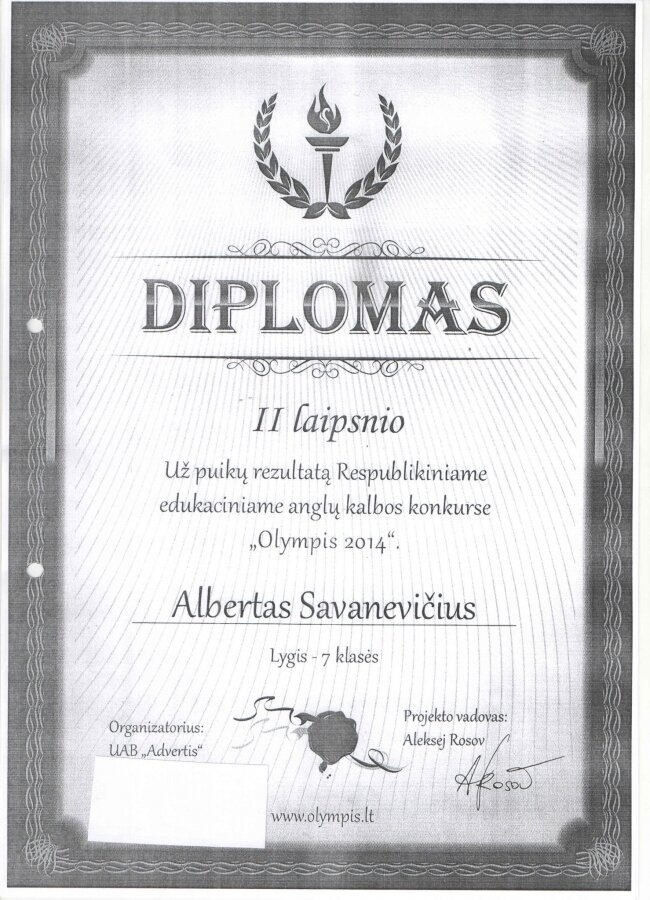 DIPLOMAS
II laipsnio
Už puikų rezultatą Respublikiniame
edukaciniame anglų kalbos konkurse
„Olympis 2014“.
Albertas Savanevičius
Lygis - 7 klasės
Organizatorius:
UAB „Advertis“
Projekto vadovas:
Aleksej Rosov
ARosov
www.olympis.lt